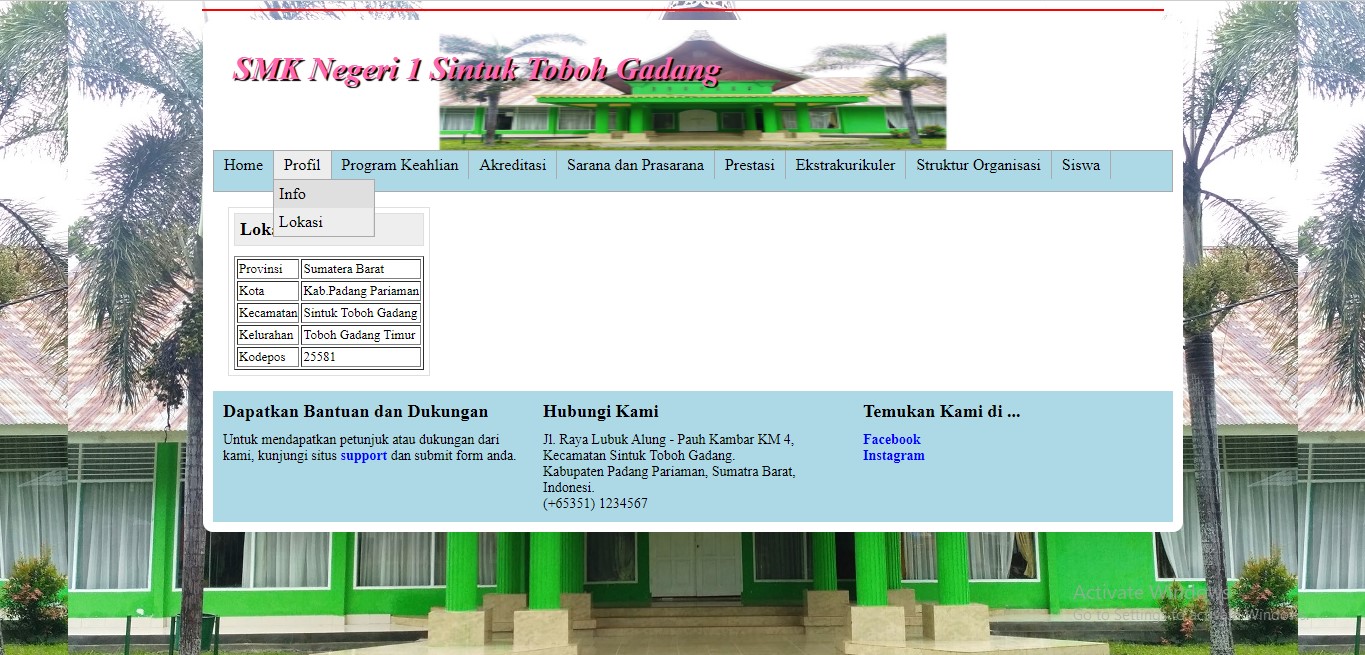 SMK Negeri 1 Sintuk Toboh Gadang
Home Profil Program Keahlian Akreditasi Sarana dan Prasarana Prestasi Ekstrakurikuler Struktur Organisasi Siswa
Info
Lokasi
Provinsi Sumatera Barat
Kota Kab.Padang Pariaman
Kecamatan Sintuk Toboh Gadang
Kelurahan Toboh Gadang Timur
Kodepos 25581
Dapatkan Bantuan dan Dukungan
Untuk mendapatkan petunjuk atau dukungan dari
kami, kunjungi situs support dan submit form anda.
Hubungi Kami
Jl. Raya Lubuk Alung - Pauh Kambar KM 4,
Kecamatan Sintuk Toboh Gadang.
Kabupaten Padang Pariaman, Sumatra Barat,
Indonesi.
(+65351) 1234567
Temukan Kami di ...
Facebook
Instagram
Activate Windows
Go to Settings to activate Windows.